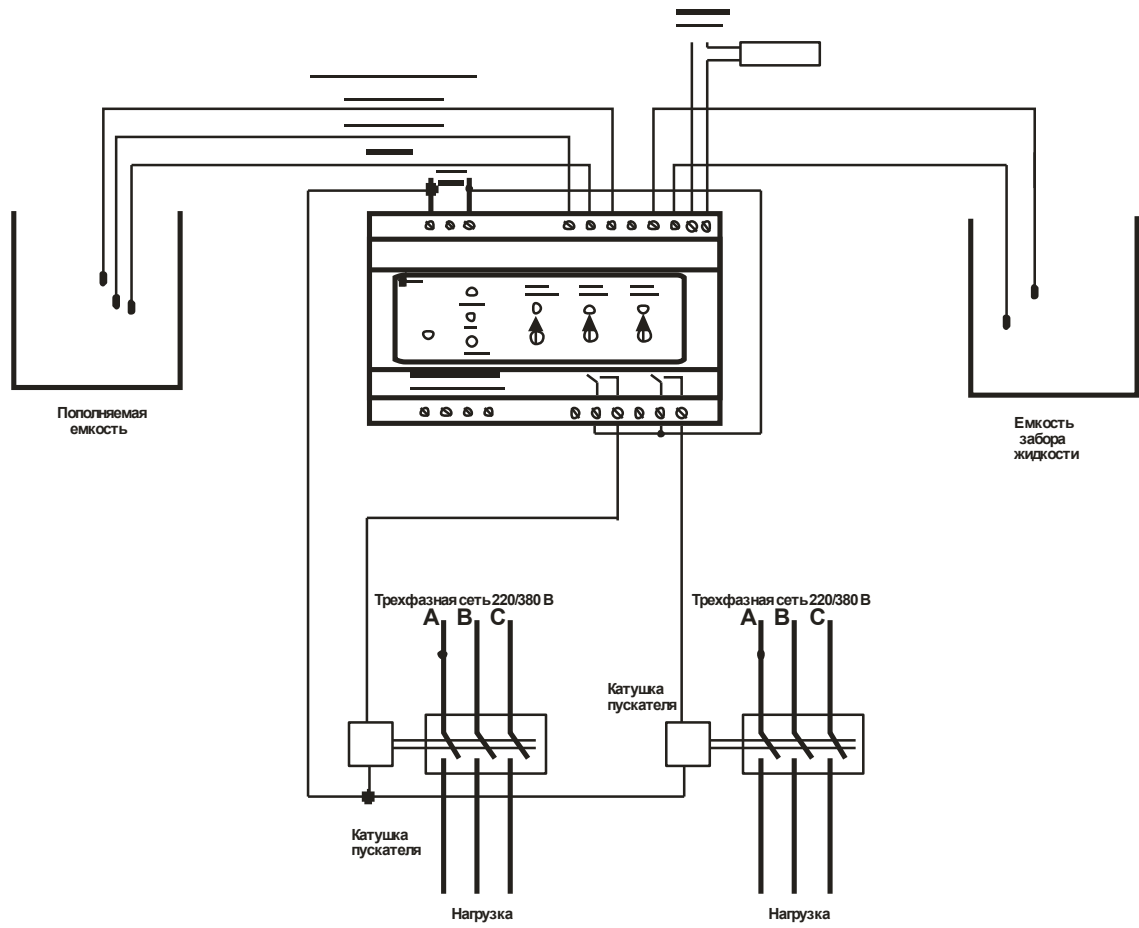 Пополняемая
емкость
Емкость
забора
жидкости
Трехфазная сеть 220/380 В
A B C
Трехфазная сеть 220/380 В
A B C
Катушка
пускателя
Катушка
пускателя
Нагрузка
Нагрузка